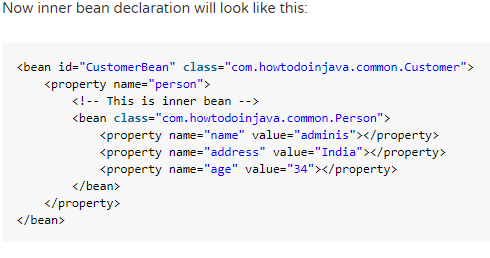 Now inner bean declaration will look like this:
<bean id="CustomerBean" class="com.howtodoinjava.common.Customer">
    <property name="person">
        <!-- This is inner bean -->
        <bean class="com.howtodoinjava.common.Person">
            <property name="name" value="adminis"></property>
            <property name="address" value="India"></property>
            <property name="age" value="34"></property>
        </bean>
    </property>
</bean>